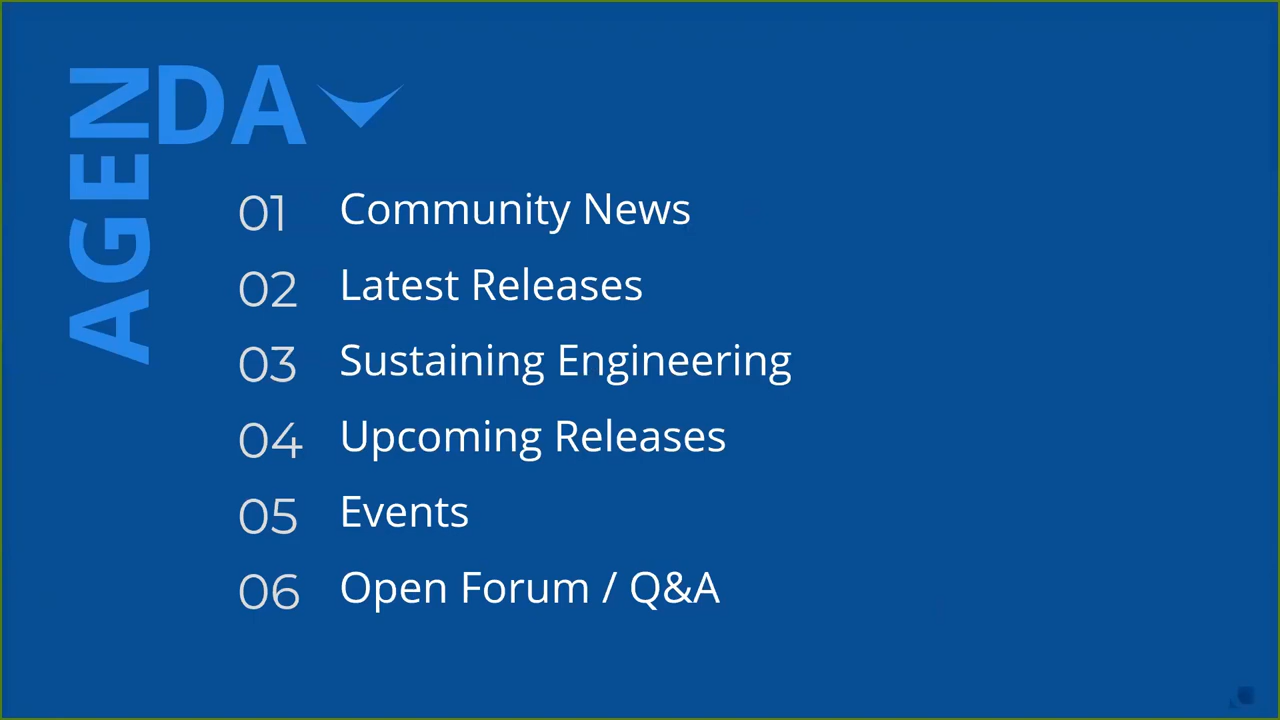 AGENDA
01 Community News
02 Latest Releases
03 Sustaining Engineering
04 Upcoming Releases
05 Events
06 Open Forum / Q&A